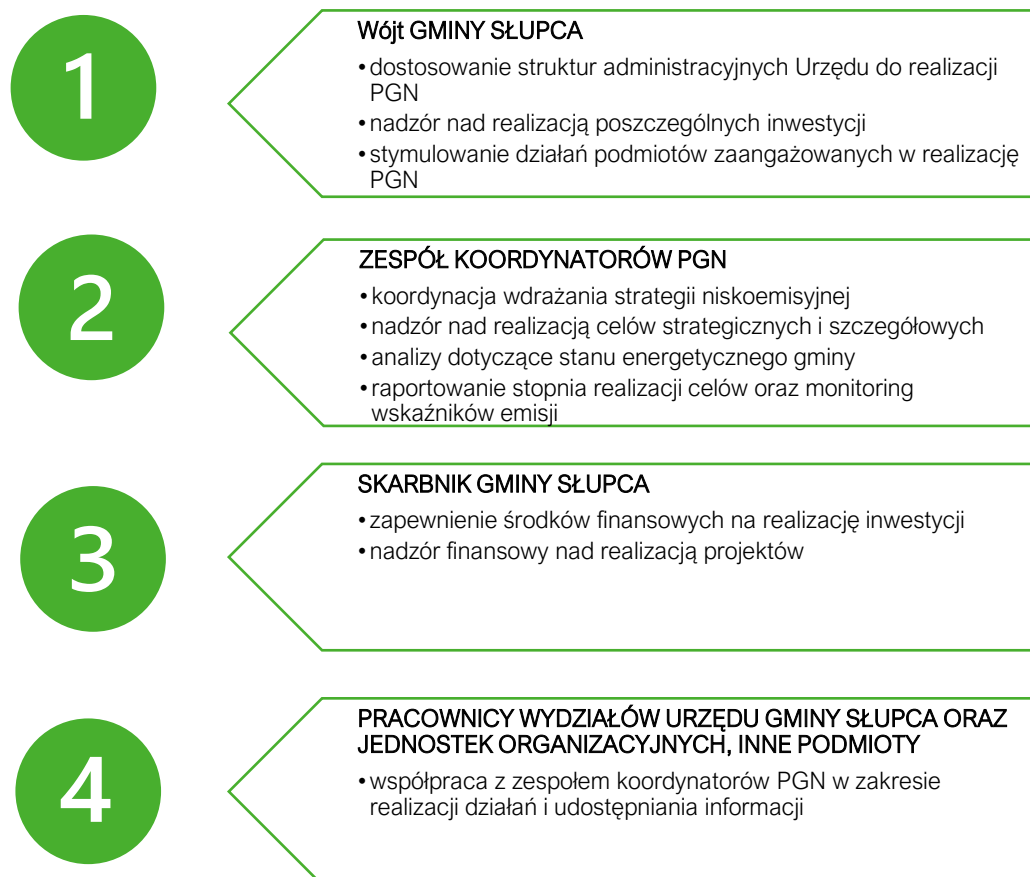 1
Wójt GMINY SŁUPCA
•dostosowanie struktur administracyjnych Urzędu do realizacji
PGN
•nadzór nad realizacją poszczególnych inwestycji
•stymulowanie działań podmiotów zaangażowanych w realizację
PGN
2
ZESPÓŁ KOORDYNATORÓW PGN
•koordynacja wdrażania strategii niskoemisyjnej
•nadzór nad realizacją celów strategicznych i szczegółowych
•analizy dotyczące stanu energetycznego gminy
•raportowanie stopnia realizacji celów oraz monitoring
wskaźników emisji
3
SKARBNIK GMINY SŁUPCA
•zapewnienie środków finansowych na realizację inwestycji
•nadzór finansowy nad realizacją projektów
4
PRACOWNICY WYDZIAŁÓW URZĘDU GMINY SŁUPCA ORAZ
JEDNOSTEK ORGANIZACYJNYCH, INNE PODMIOTY
•współpraca z zespołem koordynatorów PGN w zakresie
realizacji działań i udostępniania informacji